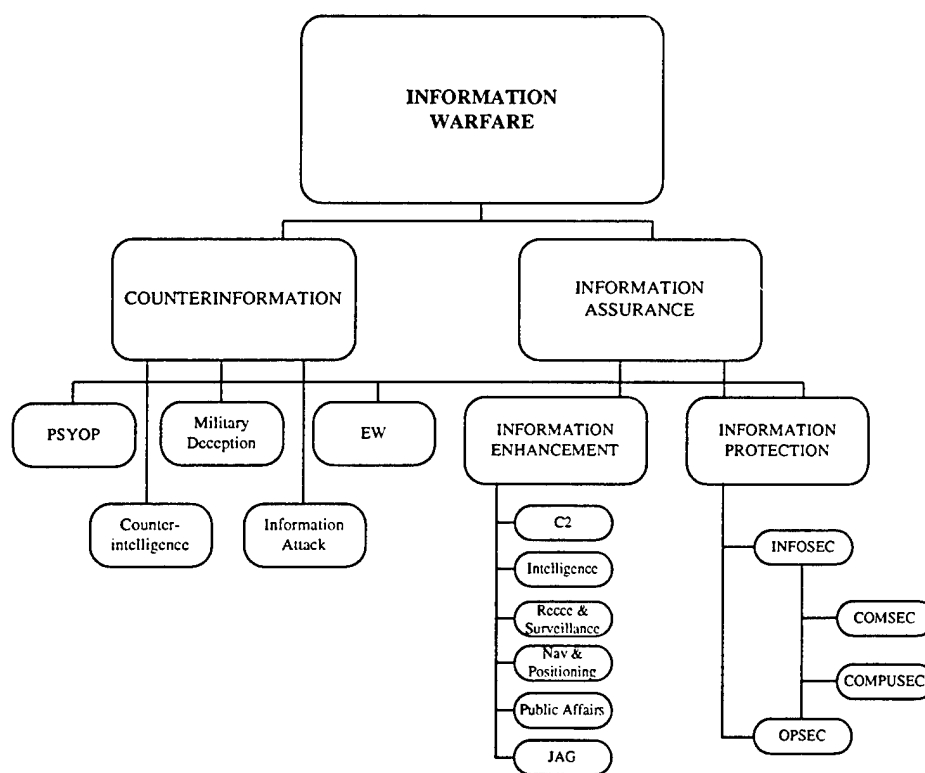 INFORMATION
WARFARE
COUNTERINFORMATION
INFORMATION
ASSURANCE
PSYOP
Military
Deception
EW
INFORMATION
ENHANCEMENT
INFORMATION
PROTECTION
Counter-
intelligence
Information
Attack
C2
Intelligence
Recce &
Surveillance
Nav &
Positioning
Public Affairs
JAG
INFOSEC
COMSEC
COMPUSEC
OPSEC